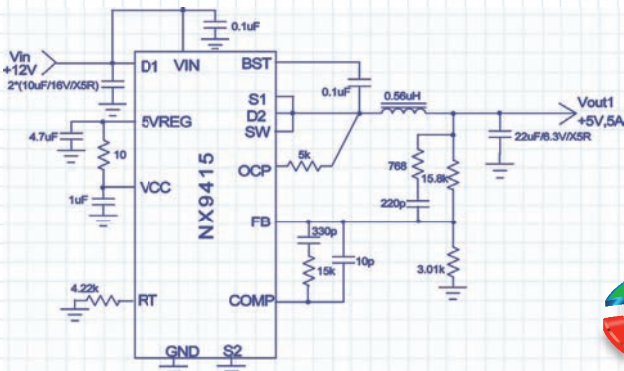 0.1uF
Vin
+12V
D1
VIN
BST
2*(10uF/16V/X5R)
0.1uF
0.56uH
S1
D2
SW
Vout1
+5V,5A
22uF/6.3V/X5R
5VREG
4.7uF
10
OCP
5k
768
15.8k
VCC
1uF
220p
NX9415
FB
330p
10p
15k
3.01k
4.22k
RT
COMP
GND
S2